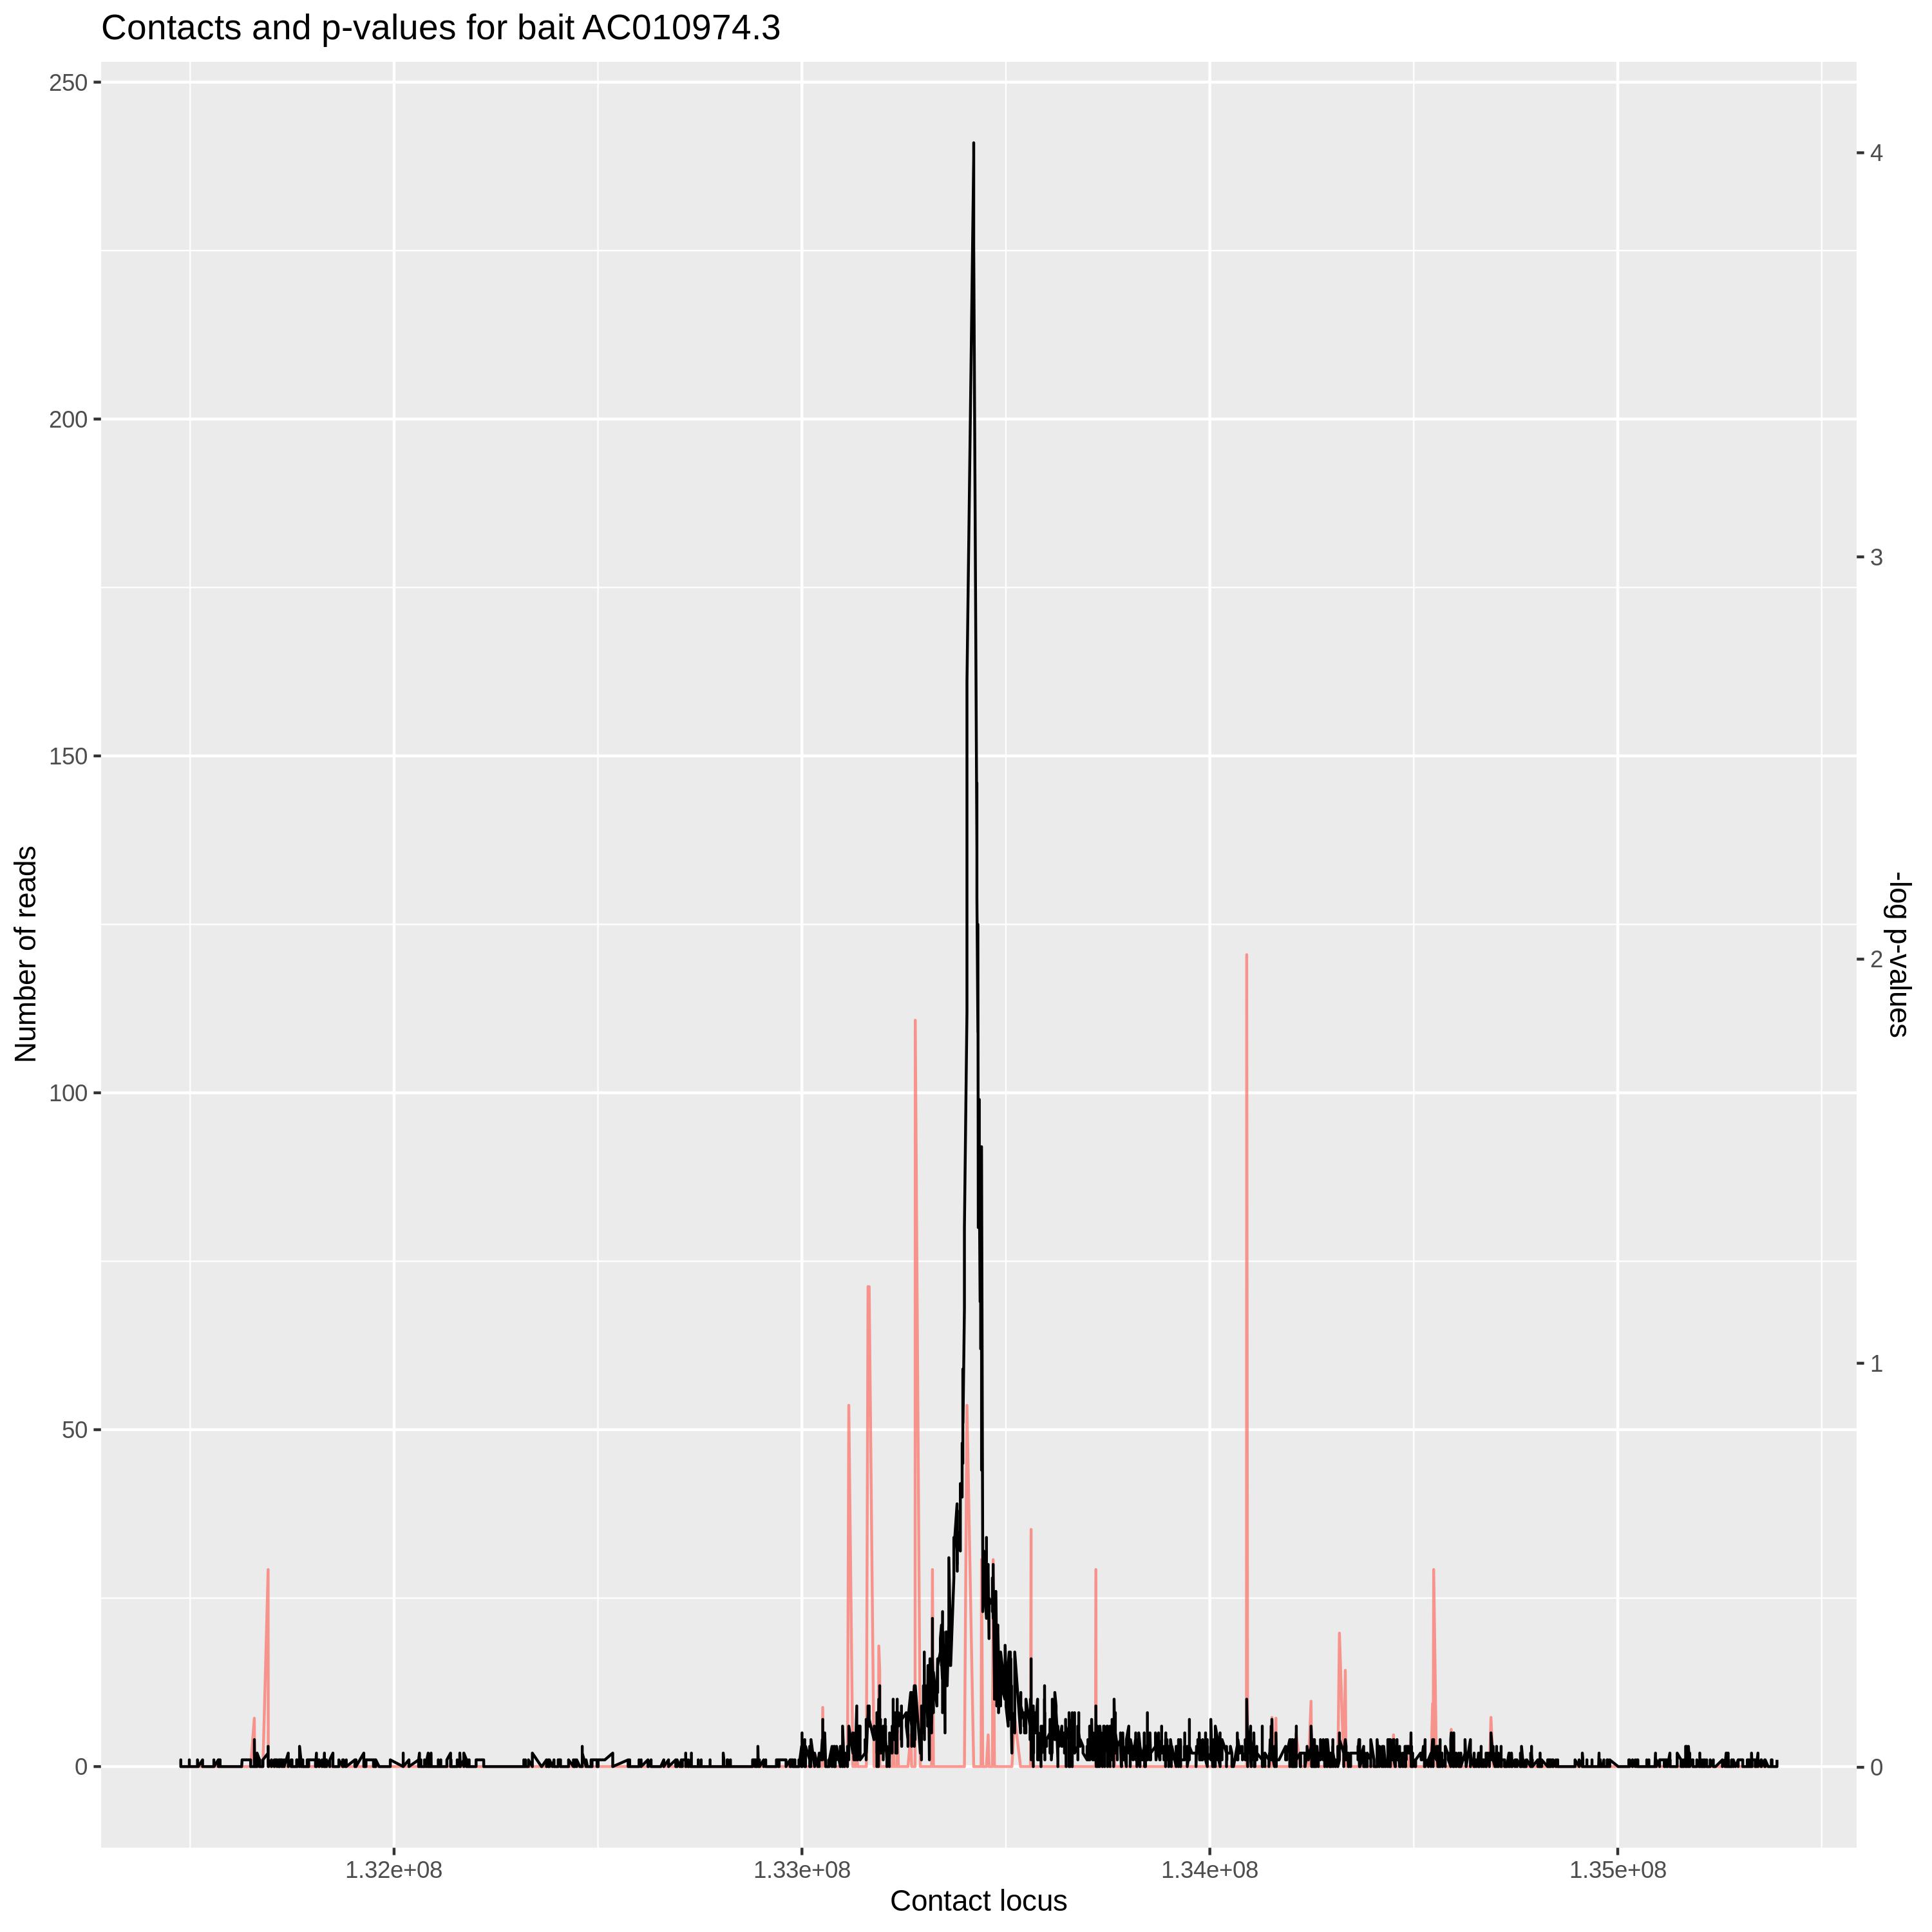 Contacts and p-values for bait AC010974.3
250
200
150
100
50
0
Number of reads
4
3
2
1
0
-log p-values
1.32e+08
1.33e+08
1.34e+08
1.35e+08
Contact locus